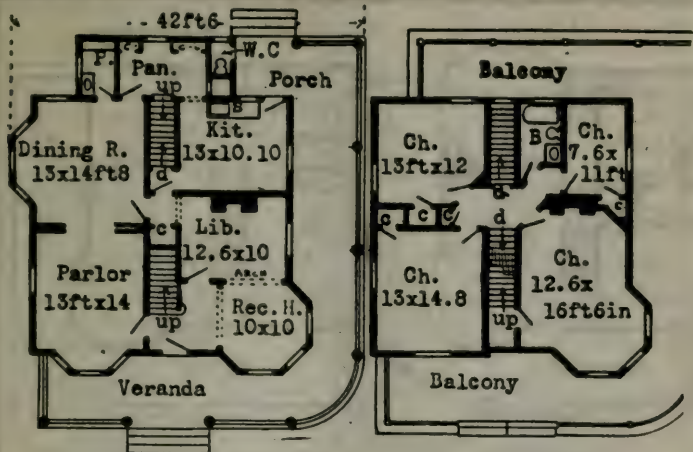 42ft6
W.C
P.
c
c
Pan.
Porch
up
s
Kit.
13x10.10
Dining R.
13x14ft8
d
c
Lib.
12.6x10
Arch
Parlor
13ftx14
Rec.H.
10x10
up
Veranda
Balcony
Ch.
13ftx12
B
Ch.
7.6x
11ft
d
c
c
c
c
d
Ch.
13x14.8
Ch.
12.6x
16ft6in
up
Balcony